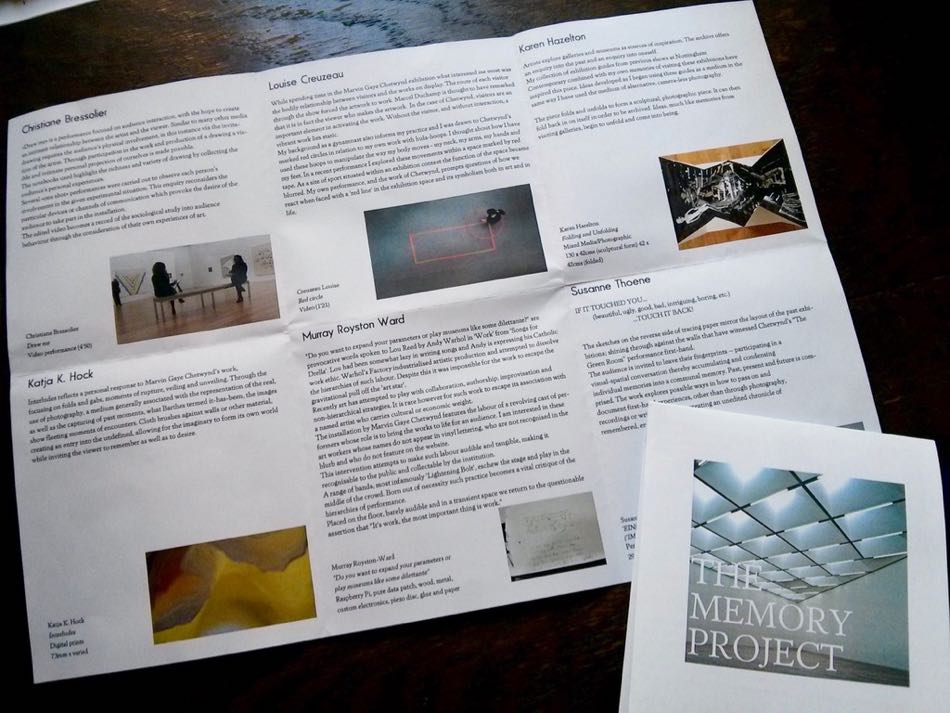 Christiane Bressolier
'Draw me' is a performance focused on audience interaction, with the hope to create
an intimate relationship between the artist and the viewer. Similar to many other media
drawing requires the audience's physical involvement, in this instance via the invita-
tion of the artist. Through participation in the work and production of a drawing a vis-
ible and intimate personal projection of ourselves is made possible.
The notebooks used highlight the richness and variety of drawing by collecting the
audience's personal experiences.
Several one shots performances were carried out to observe each person's
involvement in the given experimental situation. This enquiry reconsiders the
particular devices or channels of communication which provoke the desire of the
audience to take part in the installation.
The edited video becomes a record of the sociological study into audience
behaviour through the consideration of their own experiences of art.
Christiane Bressolier
Draw me
Video performance (4'50)
Louise Creuzeau
While spending time in the Marvin Gaye Chetwynd exhibition what interested me most was
the bodily relationship between visitors and the works on display. The route of each visitor
through the show forced the artwork to work. Marcel Duchamp is thought to have remarked
that it is in fact the viewer who makes the artwork. In the case of Chetwynd, visitors are an
important element in activating the work. Without the visitor, and without interaction, a
vibrant work lies static.
My background as a gymnast also informs my practice and I was drawn to Chetwynd's
marked red circles in relation to my own work with hula-hoops. I thought about how I have
used these hoops to manipulate the way my body moves - my neck, my arms, my hands and
my feet. In a recent performance I explored these movements within a space marked by red
tape. As a site of sport situated within an exhibition context the function of the space became
blurred. My own performance, and the work of Chetwynd, prompts questions of how we
react when faced with a 'red line' in the exhibition space and its symbolism both in art and in
life.
Creuzeau Louise
Red circle
Video (1'21)
Karen Hazelton
Artists explore galleries and museums as sources of inspiration. The archive offers
an enquiry into the past and an enquiry into oneself.
My collection of exhibition guides from previous shows at Nottingham
Contemporary combined with my own memories of visiting these exhibitions have
inspired this piece. Ideas developed as I began using these guides as a medium in the
same way I have used the medium of alternative, camera-less photography.
The piece folds and unfolds to form a sculptural, photographic piece. It can then
fold back in on itself in order to be archived. Ideas, much like memories from
visiting galleries, begin to unfold and come into being.
Karen Hazelton
Folding and Unfolding
Mixed Media/Photographic
130 x 42cms (sculptural form) 42 x
42cms (folded)
Katja K. Hock
Interludes reflects a personal response to Marvin Gaye Chetwynd's work,
focusing on folds and gabs, moments of rupture, veiling and unveiling. Through the
use of photography, a medium generally associated with the representation of the real,
as well as the capturing of moments, what Barthes termed it-has-been, the images
show fleeting moments of encounters. Cloth brushes against walls or other material,
creating an entry into the undefined, allowing for the imaginary to form its own world
while inviting the viewer to remember as well as to desire.
Katja K. Hock
Interludes
Digital prints
73mm x varied
Murray Royston Ward
"Do you want to expand your parameters or play museums like some dilettante?" are
provocative words spoken to Lou Reed by Andy Warhol in 'Work' from 'Songs for
Drella'. Lou had been somewhat lazy in writing songs and Andy is expressing his Catholic
work ethic. Warhol's Factory industrialised artistic production and attempted to dissolve
the hierarchies of such labour. Despite this it was impossible for the work to escape the
gravitational pull off the 'art star'.
Recently art has attempted to play with collaboration, authorship, improvisation and
non-hierarchical strategies. It is rare however for such work to escape its association with
a named artist who carries cultural or economic weight.
The installation by Marvin Gaye Chetwynd features the labour of a revolving cast of per-
formers whose role is to bring the works to life for an audience. I am interested in these
art workers whose names do not appear in vinyl lettering, who are not recognised in the
blurb and who do not feature on the website.
This intervention attempts to make such labour audible and tangible, making it
recognisable to the public and collectable by the institution.
A range of bands, most infamously 'Lightening Bolt', eschew the stage and play in the
middle of the crowd. Born out of necessity such practice becomes a vital critique of the
hierarchies of performance.
Placed on the floor, barely audible and in a transient space we return to the questionable
assertion that "It's work, the most important thing is work."
Murray Royston-Ward
"Do you want to expand your parameters or
play museums like some dilettante"
Raspberry Pi, pure data patch, wood, metal,
custom electronics, piezo disc, glue and paper
Susanne Thoene
IF IT TOUCHED YOU...
(beautiful, ugly, good, bad, intriguing, boring, etc.)
...TOUCH IT BACK!
The sketches on the reverse side of tracing paper mirror the layout of the past exhi-
bitions; shining through against the walls that have witnessed Chetwynd's "The
Green Room" performance first-hand.
The audience is invited to leave their fingerprints – participating in a
visual-spatial conversation thereby accumulating and condensing
individual memories into a communal memory. Past, present and future is com-
prised. The work explores possible ways in how to pass on and
document first-ha experiences, other than through photography,
recordings or wr eating an undited chronicle of
remembered, er
THE
MEMORY
PROJECT